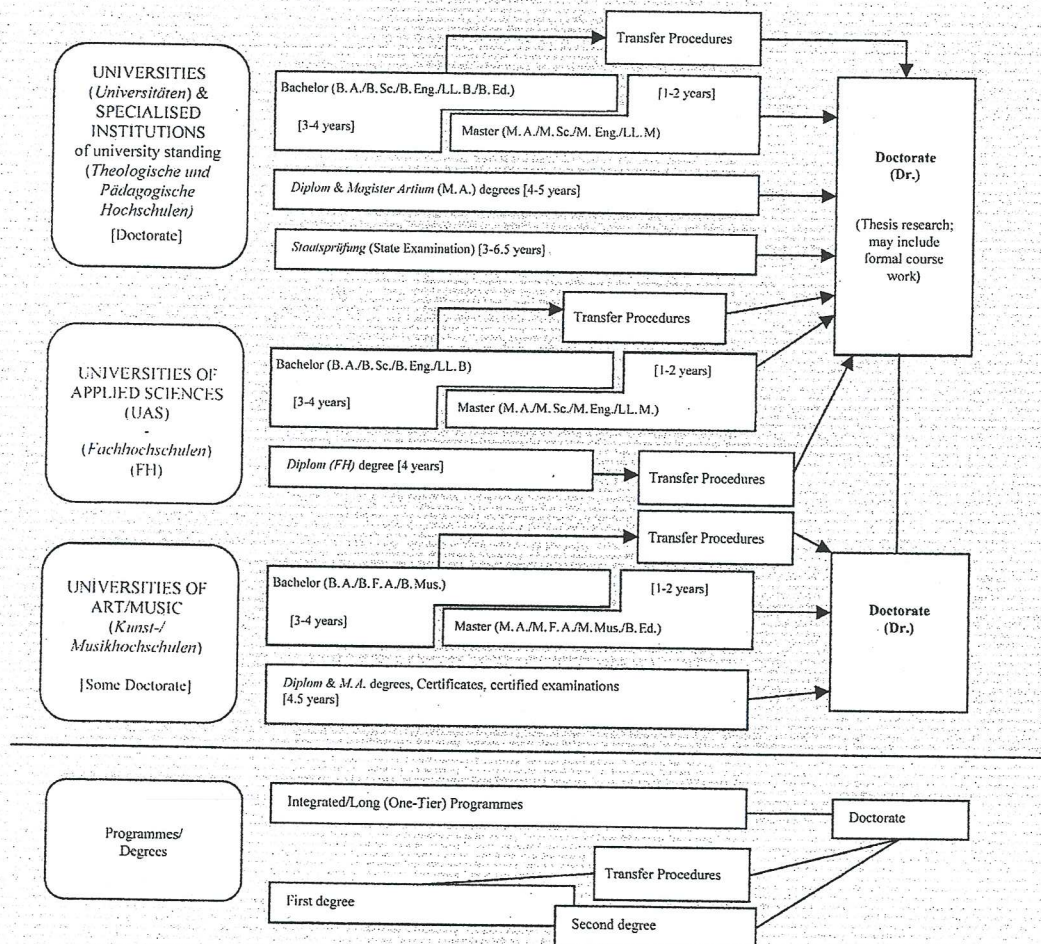 Transfer Procedures
UNIVERSITIES
(Universitäten) &
SPECIALISED
INSTITUTIONS
of university standing
(Theologische und
Pädagogische
Hochschulen)
[Doctorate]
Bachelor (B. A./B. Sc./B. Eng./LL. B./B. Ed.)
[3-4 years]
[1-2 years]
Master (M. A./M. Sc./M. Eng./LL. M)
Diplom & Magister Artium (M. A.) degrees [4-5 years]
Staatsprüfung (State Examination) [3-6.5 years]
Doctorate
(Dr.)
(Thesis research;
may include
formal course
work)
Transfer Procedures
UNIVERSITIES OF
APPLIED SCIENCES
(UAS)
-
(Fachhochschulen)
(FH)
Bachelor (B. A./B. Sc./B. Eng./LL. B)
[3-4 years]
[1-2 years]
Master (M. A./M. Sc./M. Eng./LL. M.)
Diplom (FH) degree [4 years]
Transfer Procedures
Transfer Procedures
UNIVERSITIES OF
ART/MUSIC
(Kunst-/
Musikhochschulen)
[Some Doctorate]
Bachelor (B. A./B. F. A./B. Mus.)
[3-4 years]
[1-2 years]
Master (M. A./M. F. A./M. Mus./B. Ed.)
Diplom & M. A. degrees, Certificates, certified examinations
[4.5 years]
Doctorate
(Dr.)
Programmes/
Degrees
Integrated/Long (One-Tier) Programmes
Doctorate
Transfer Procedures
First degree
Second degree